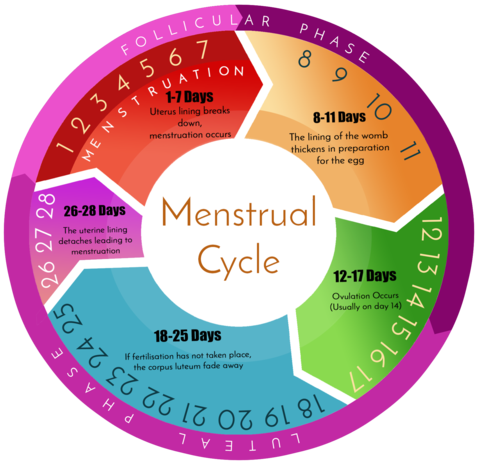 FOLLICULAR PHASE
1 2 3 4 5 6 7
MENSTRUATION
1-7 Days
Uterus lining breaks
down,
menstruation occurs
8 9 10 11
8-11 Days
The lining of the womb
thickens in preparation
for the egg
12 13 14 15 16 17
12-17 Days
Ovulation Occurs
(Usually on day 14)
18 19 20 21 22 23 24 25
18-25 Days
If fertilisation has not taken place,
the corpus luteum fade away
26 27 28
26-28 Days
The uterine lining
detaches leading to
menstruation
LUTEAL PHASE
Menstrual
Cycle